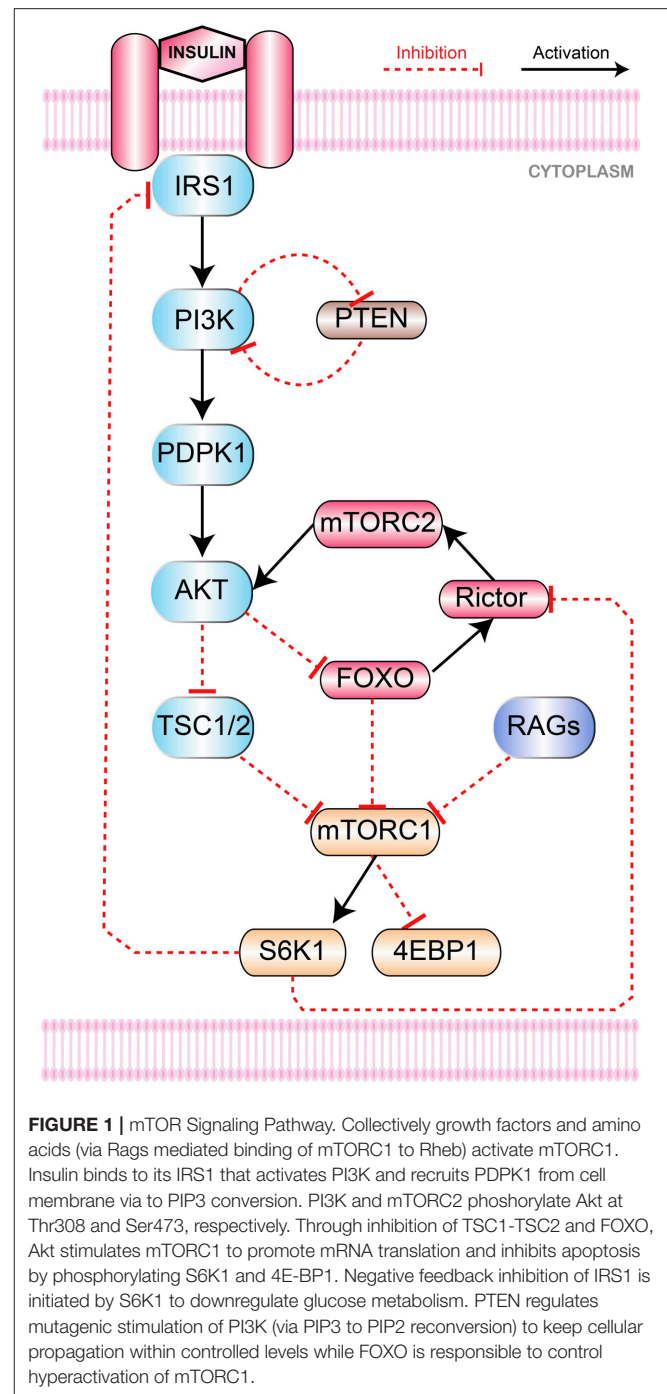 INSULIN
Inhibition
Activation
CYTOPLASM
IRS1
PI3K
PTEN
PDPK1
mTORC2
AKT
Rictor
FOXO
TSC1/2
RAGs
mTORC1
S6K1
4EBP1
FIGURE 1 | mTOR Signaling Pathway. Collectively growth factors and amino
acids (via Rags mediated binding of mTORC1 to Rheb) activate mTORC1.
Insulin binds to its IRS1 that activates PI3K and recruits PDPK1 from cell
membrane via to PIP3 conversion. PI3K and mTORC2 phoshorylate Akt at
Thr308 and Ser473, respectively. Through inhibition of TSC1-TSC2 and FOXO,
Akt stimulates mTORC1 to promote mRNA translation and inhibits apoptosis
by phosphorylating S6K1 and 4E-BP1. Negative feedback inhibition of IRS1 is
initiated by S6K1 to downregulate glucose metabolism. PTEN regulates
mutagenic stimulation of PI3K (via PIP3 to PIP2 reconversion) to keep cellular
propagation within controlled levels while FOXO is responsible to control
hyperactivation of mTORC1.